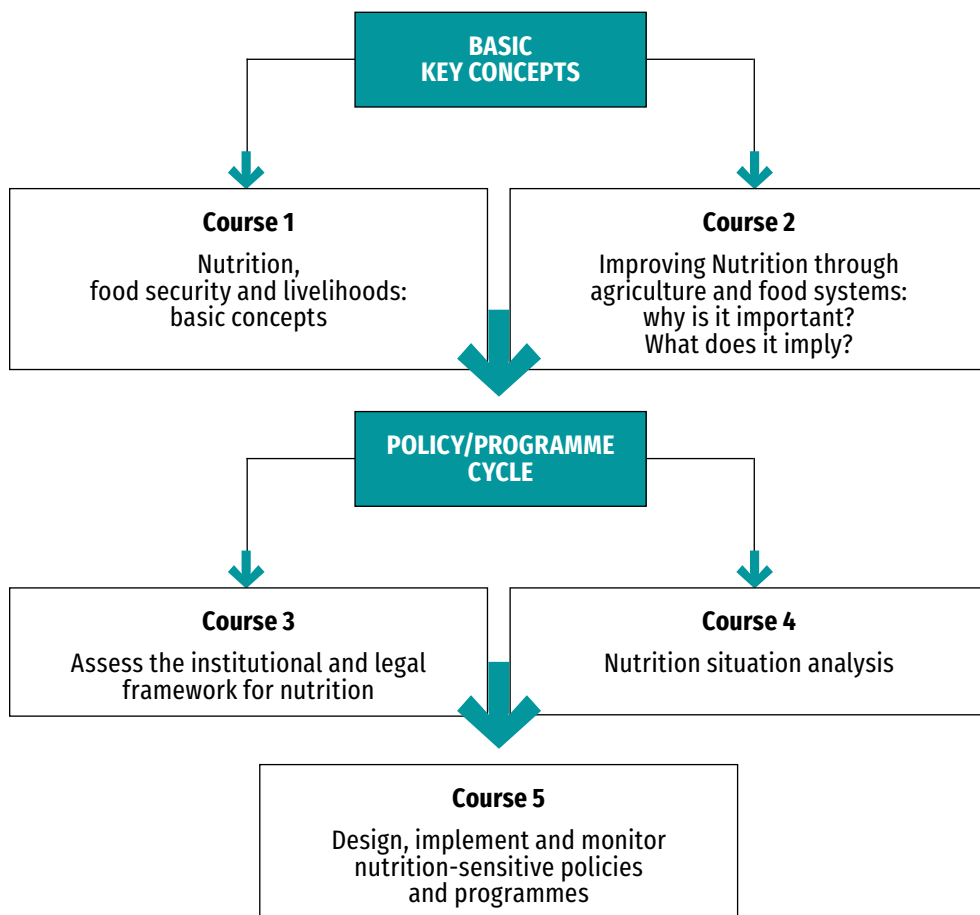 BASIC
KEY CONCEPTS
Course 1
Nutrition,
food security and livelihoods:
basic concepts
Course 2
Improving Nutrition through
agriculture and food systems:
why is it important?
What does it imply?
POLICY/PROGRAMME
CYCLE
Course 3
Assess the institutional and legal
framework for nutrition
Course 4
Nutrition situation analysis
Course 5
Design, implement and monitor
nutrition-sensitive policies
and programmes